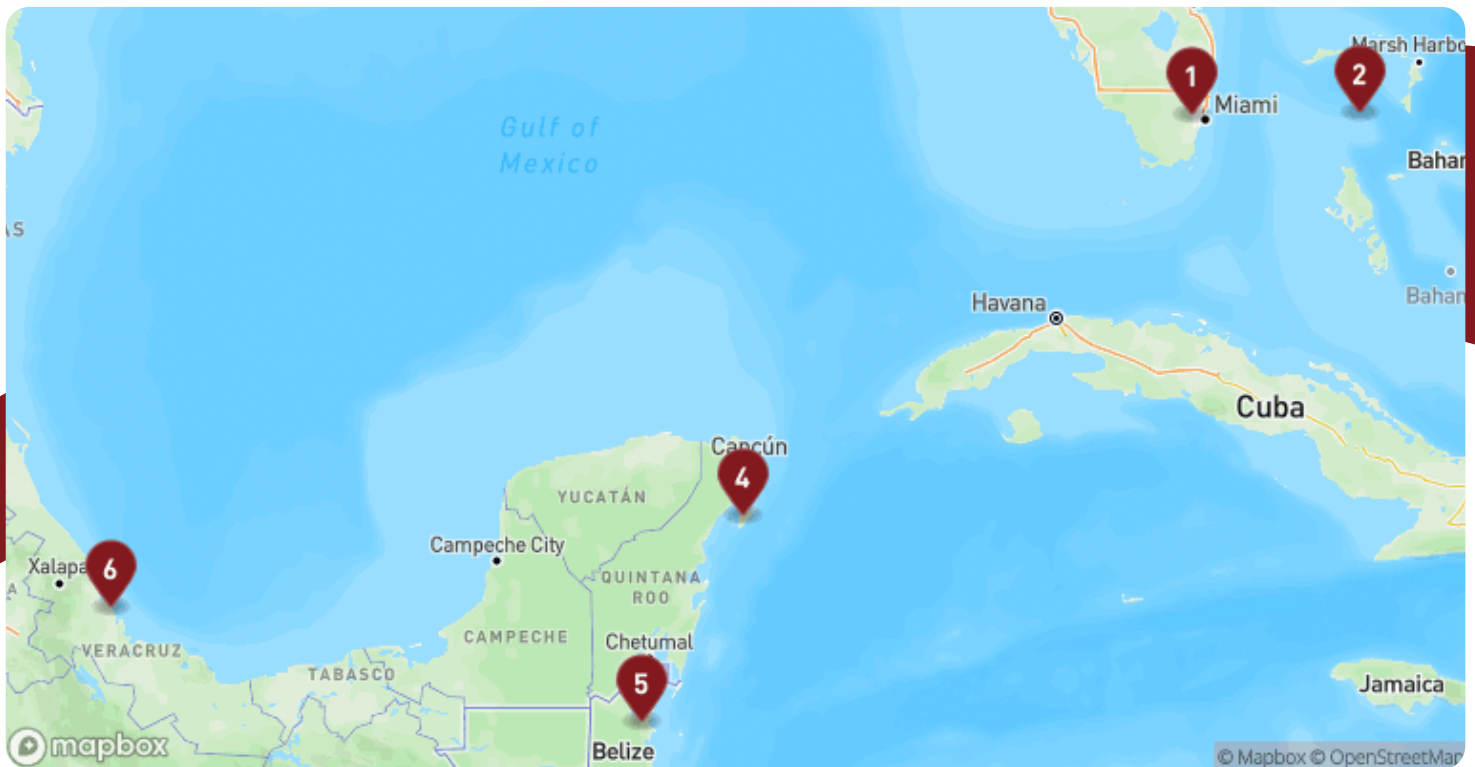 Marsh Harbo
1
2
Miami
Gulf of
Mexico
Bahar
AS
Havana
Bahan
Cuba
Cancún
4
YUCATÁN
Campeche City
6
Xalapa
QUINTANA
ROO
A
CAMPECHE
Chetumal
VERACRUZ
TABASCO
5
Jamaica
mapbox
Belize
© Mapbox © OpenStreetMap